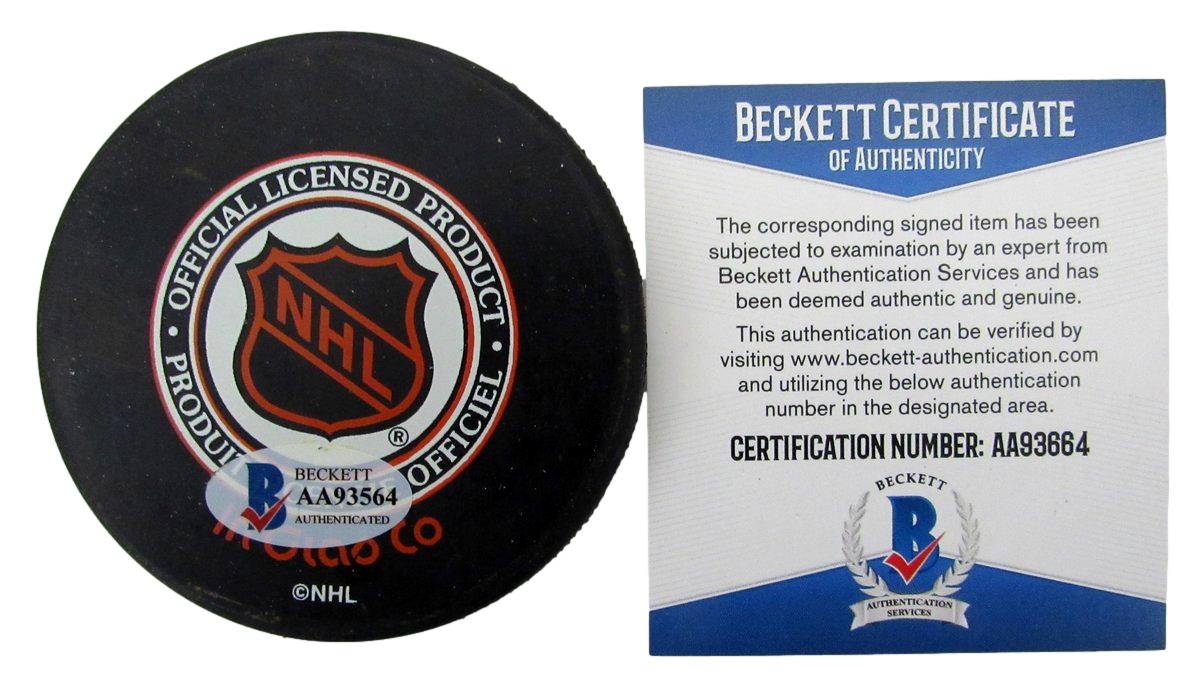 · OFFICIAL LICENSED PRODUCT ·
NHL
®
PRODUIT
OFFICIEL
BECKETT
AA93564
AUTHENTICATED
InGlasCo
©NHL
BECKETT CERTIFICATE
OF AUTHENTICITY
The corresponding signed item has been
subjected to examination by an expert from
Beckett Authentication Services and has
been deemed authentic and genuine.
This authentication can be verified by
visiting www.beckett-authentication.com
and utilizing the below authentication
number in the designated area.
CERTIFICATION NUMBER: AA93664
BECKETT
B
AUTHENTICATION
SERVICES